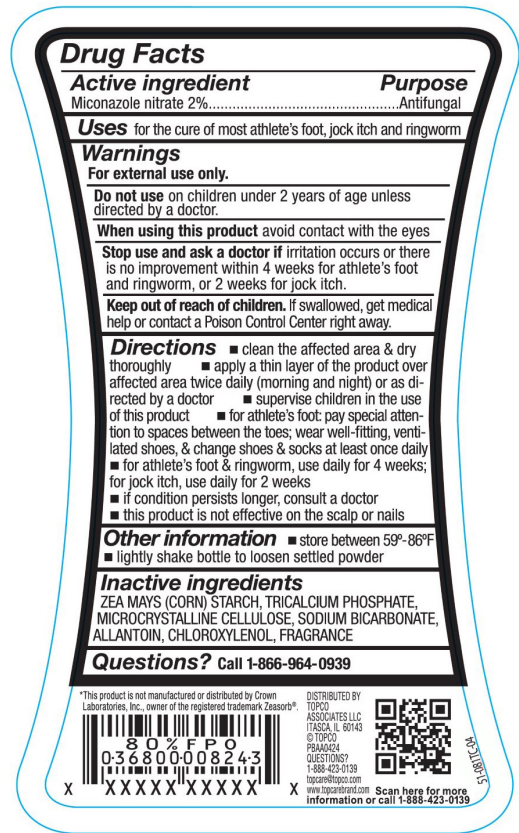 Drug Facts
Active ingredient Purpose
Miconazole nitrate 2%................................................Antifungal
Uses for the cure of most athlete's foot, jock itch and ringworm
Warnings
For external use only.
Do not use on children under 2 years of age unless
directed by a doctor.
When using this product avoid contact with the eyes
Stop use and ask a doctor if irritation occurs or there
is no improvement within 4 weeks for athlete's foot
and ringworm, or 2 weeks for jock itch.
Keep out of reach of children. If swallowed, get medical
help or contact a Poison Control Center right away.
Directions ■ clean the affected area & dry
thoroughly ■ apply a thin layer of the product over
affected area twice daily (morning and night) or as di-
rected by a doctor ■ supervise children in the use
of this product ■ for athlete's foot: pay special atten-
tion to spaces between the toes; wear well-fitting, venti-
lated shoes, & change shoes & socks at least once daily
■ for athlete's foot & ringworm, use daily for 4 weeks;
for jock itch, use daily for 2 weeks
■ if condition persists longer, consult a doctor
■ this product is not effective on the scalp or nails
Other information ■ store between 59º-86ºF
■ lightly shake bottle to loosen settled powder
Inactive ingredients
ZEA MAYS (CORN) STARCH, TRICALCIUM PHOSPHATE,
MICROCRYSTALLINE CELLULOSE, SODIUM BICARBONATE,
ALLANTOIN, CHLOROXYLENOL, FRAGRANCE
Questions? Call 1-866-964-0939
*This product is not manufactured or distributed by Crown
Laboratories, Inc., owner of the registered trademark Zeasorb®.
80% FPO
0-36800-00824-3
X XXXXX XXXXX X
DISTRIBUTED BY
TOPCO
ASSOCIATES LLC
ITASCA, IL 60143
© TOPCO
PBAA0424
QUESTIONS?
1-888-423-0139
topcare@topco.com
www.topcarebrand.com
Scan here for more
information or call 1-888-423-0139
51-081TC-04